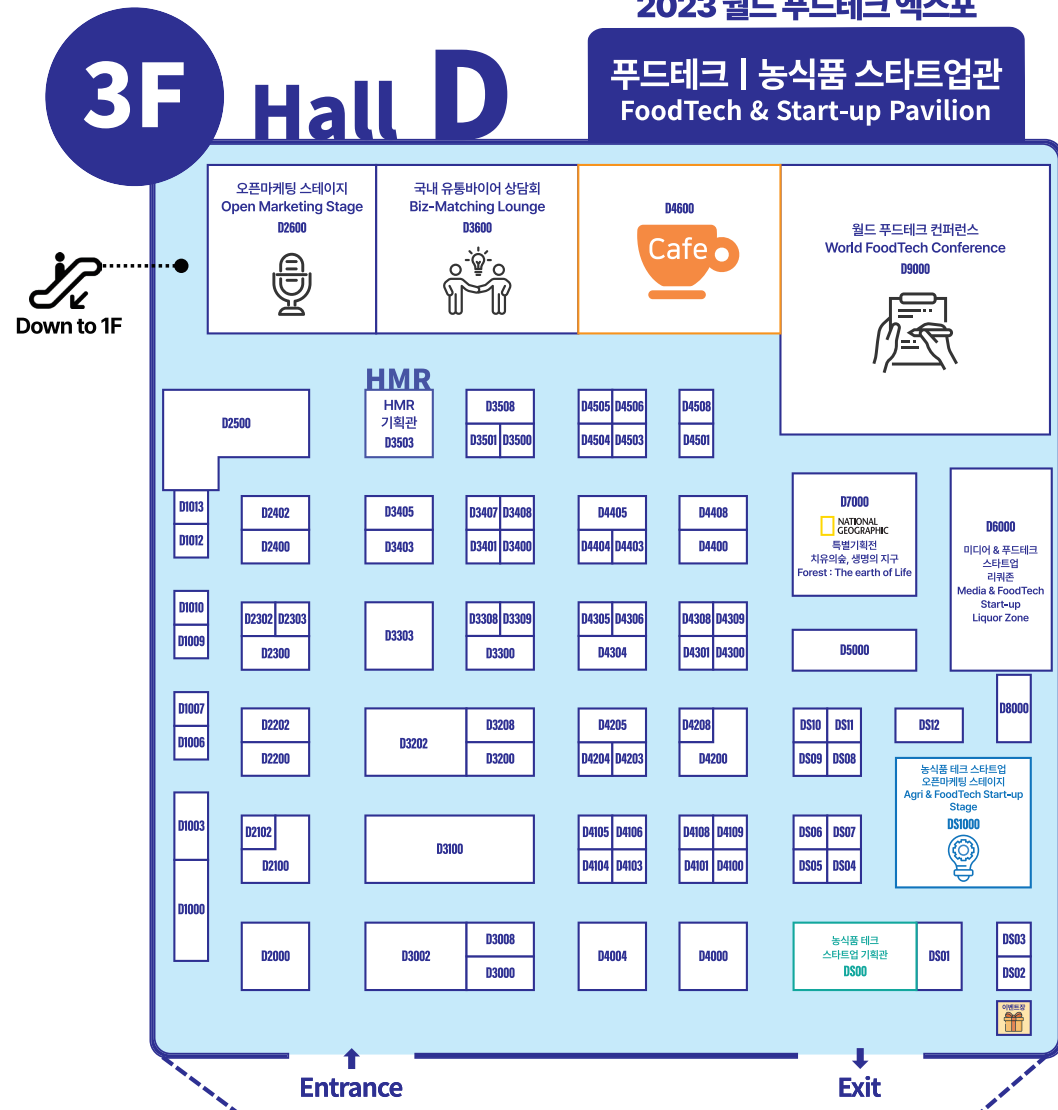 2023 월드 푸드테크 엑스포
3F
Hall D
푸드테크 | 농식품 스타트업관
FoodTech & Start-up Pavilion
오픈마케팅 스테이지
Open Marketing Stage
D2600
국내 유통바이어 상담회
Biz-Matching Lounge
D3600
D4600
Cafe
월드 푸드테크 컨퍼런스
World FoodTech Conference
D9000
Down to 1F
HMR
HMR
기획관
D3503
D2500
D3508
D3501 D3500
D4505 D4506
D4504 D4503
D4508
D4501
D1013
D1012
D2402
D2400
D3405
D3403
D3407 D3408
D3401 D3400
D4405
D4404 D4403
D4408
D4400
D7000
NATIONAL
GEOGRAPHIC
특별기획전
치유의숲, 생명의 지구
Forest : The earth of Life
D6000
미디어 & 푸드테크
스타트업
리쿼존
Media & FoodTech
Start-up
Liquor Zone
D1010
D1009
D2302 D2303
D2300
D3303
D3308 D3309
D3300
D4305 D4306
D4304
D4308 D4309
D4301 D4300
D5000
D8000
D1007
D1006
D2202
D2200
D3202
D3208
D3200
D4205
D4204 D4203
D4208
D4200
DS10 DS11
DS09 DS08
DS12
농식품 테크 스타트업
오픈마케팅 스테이지
Agri & FoodTech Start-up
Stage
DS1000
D1003
D1000
D2102
D2100
D3100
D4105 D4106
D4104 D4103
D4108 D4109
D4101 D4100
DS06 DS07
DS05 DS04
D2000
D3002
D3008
D3000
D4004
D4000
농식품 테크
스타트업 기획관
DS00
DS01
DS03
DS02
이벤트장
Entrance
Exit